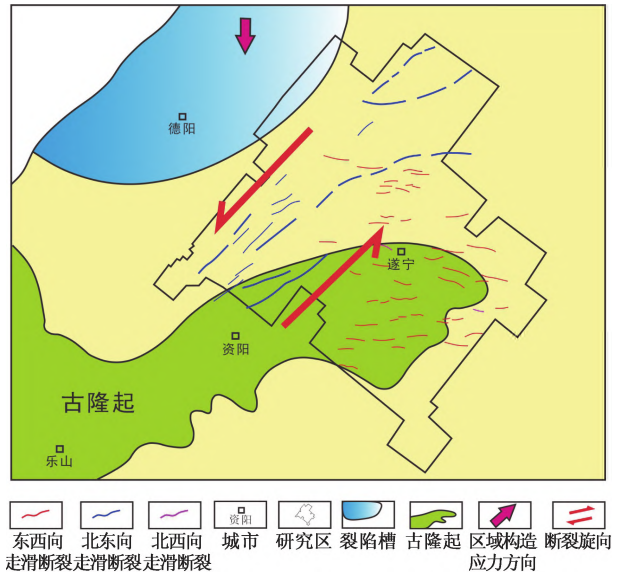 德阳
遂宁
资阳
古隆起
乐山
资阳
东西向 北东向 北西向 城市 研究区 裂陷槽 古隆起 区域构造 断裂旋向
走滑断裂 走滑断裂 走滑断裂 应力方向